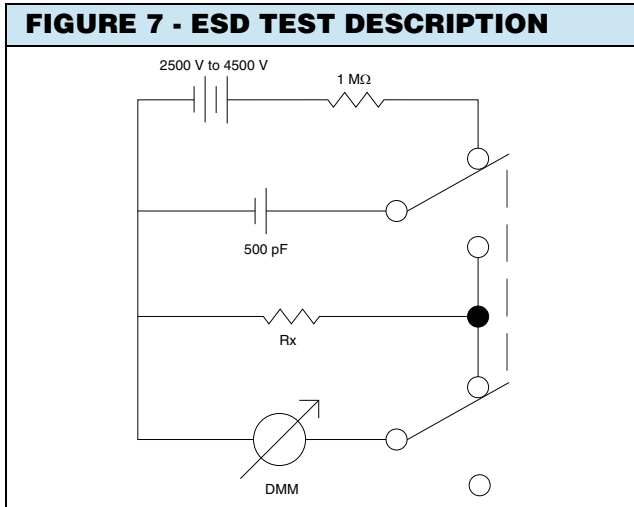 FIGURE 7 - ESD TEST DESCRIPTION
2500 V to 4500 V
1 MΩ
500 pF
Rx
DMM